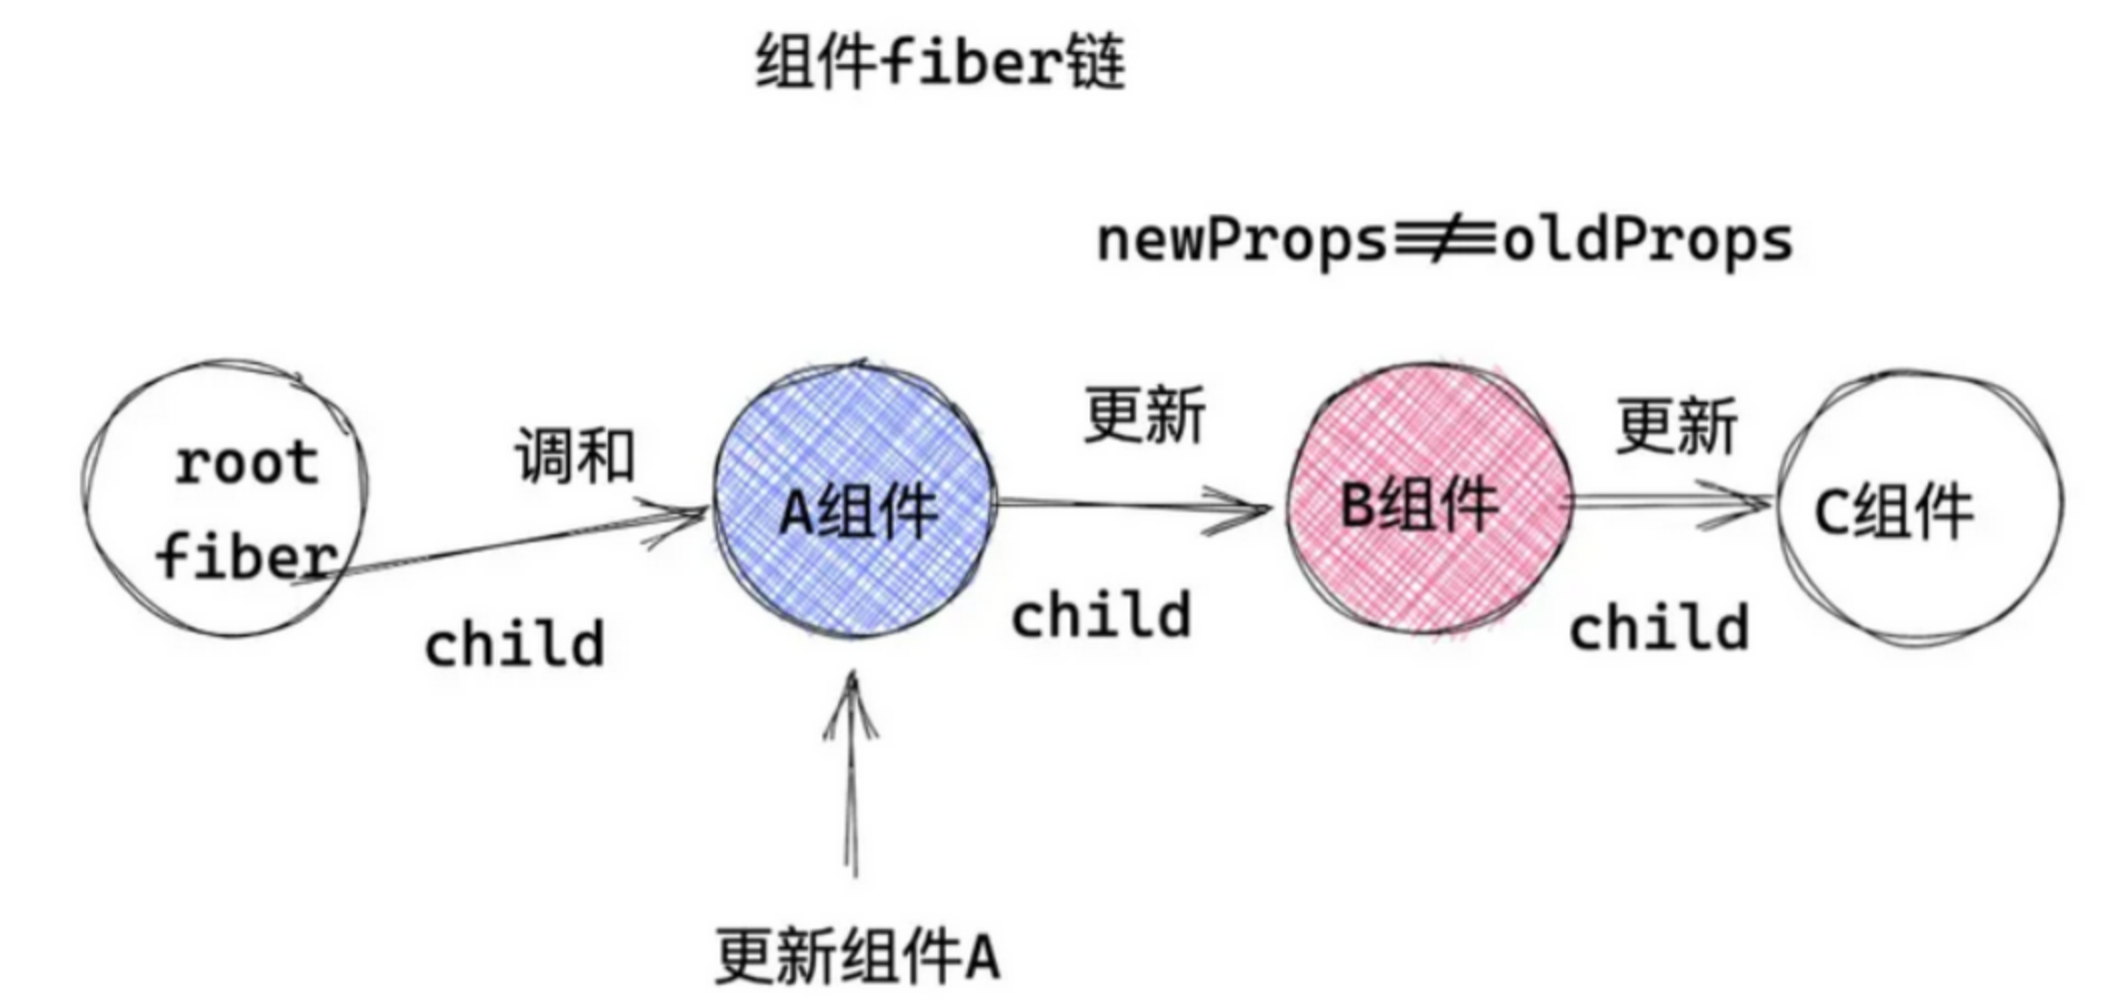 组件fiber链
newProps≢oldProps
root
fiber
调和
child
A组件
更新
child
B组件
更新
child
C组件
更新组件A